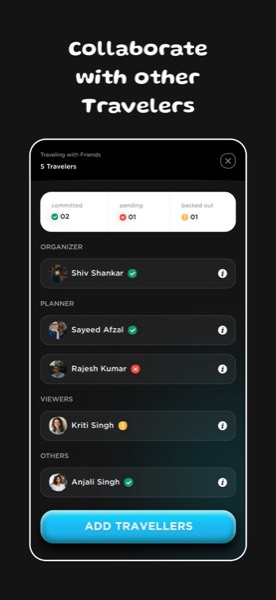 Collaborate
with other
Travelers
Traveling with Friends
5 Travelers
committed
02
pending
01
backed out
01
ORGANIZER
Shiv Shankar
PLANNER
Sayeed Afzal
Rajesh Kumar
VIEWERS
Kriti Singh
OTHERS
Anjali Singh
ADD TRAVELLERS